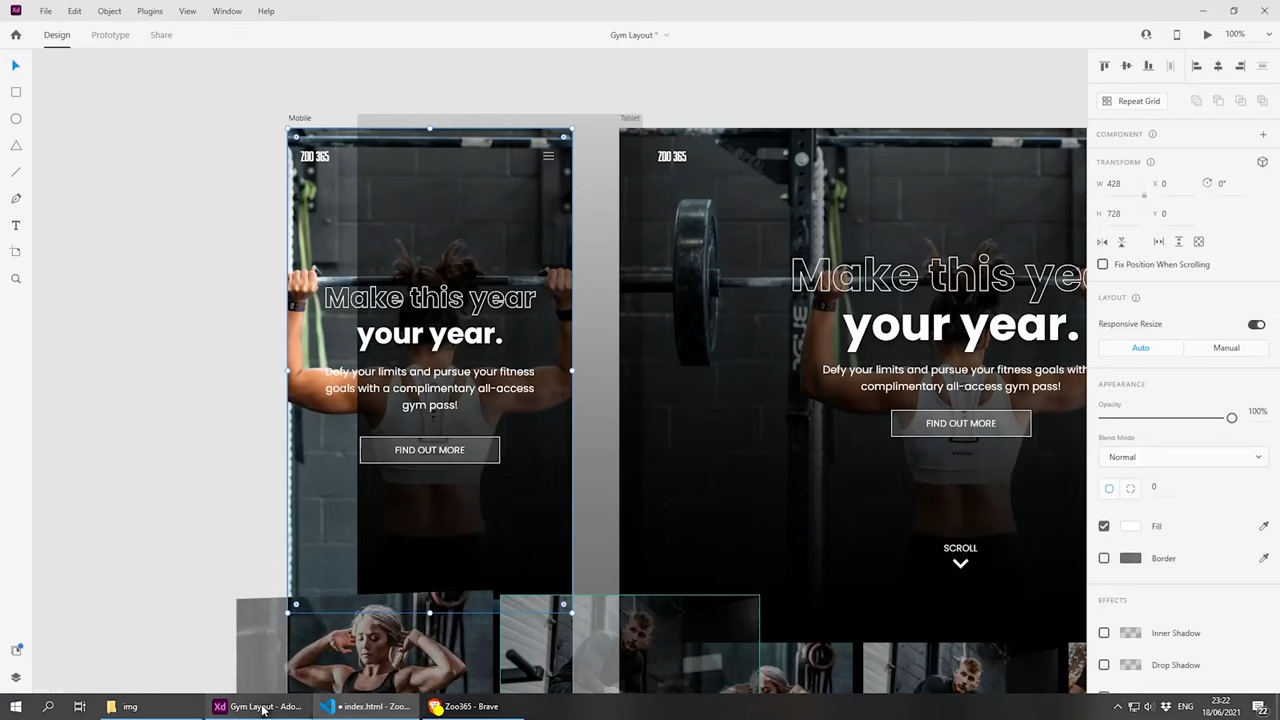 File Edit Object Plugins View Window Help
Design Prototype Share
Gym Layout *
100%
Mobile
Tablet
ZOO 365
Make this year
your year.
Defy your limits and pursue your fitness
goals with a complimentary all-access
gym pass!
FIND OUT MORE
ZOO 365
Make this ye
your year.
Defy your limits and pursue your fitness goals with
complimentary all-access gym pass!
FIND OUT MORE
SCROLL
Repeat Grid
COMPONENT
TRANSFORM
W 428 X 0 0°
H 728 Y 0
Fix Position When Scrolling
LAYOUT
Responsive Resize
Auto Manual
APPEARANCE
Opacity 100%
Blend Mode
Normal
0
Fill
Border
EFFECTS
Inner Shadow
Drop Shadow
img
Xd Gym Layout - Ado...
• index.html - Zoo...
Zoo365 - Brave
ENG
23:22
18/06/2021
22